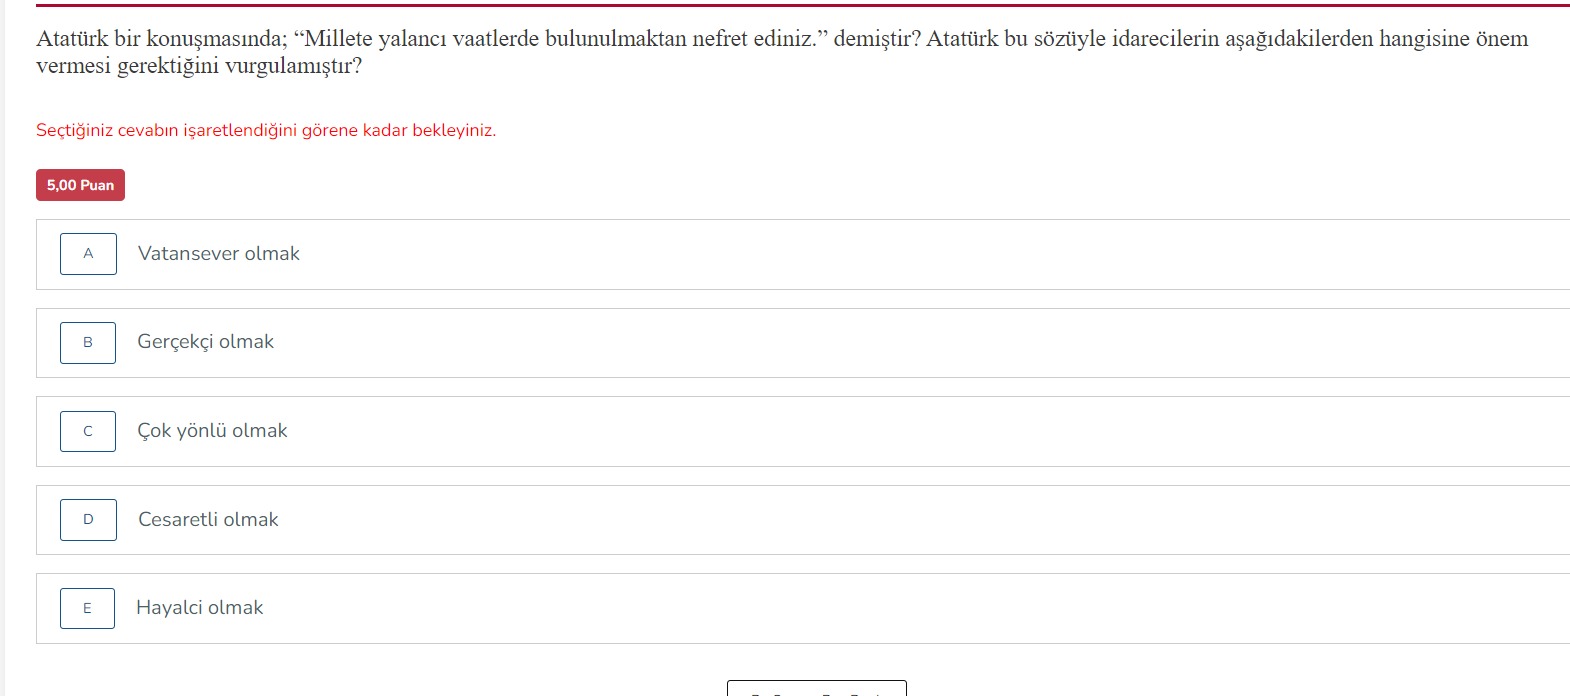 Atatürk bir konuşmasında; “Millete yalancı vaatlerde bulunulmaktan nefret ediniz.” demiştir? Atatürk bu sözüyle idarecilerin aşağıdakilerden hangisine önem
vermesi gerektiğini vurgulamıştır?
Seçtiğiniz cevabın işaretlendiğini görene kadar bekleyiniz.
5,00 Puan
A Vatansever olmak
B Gerçekçi olmak
C Çok yönlü olmak
D Cesaretli olmak
E Hayalci olmak